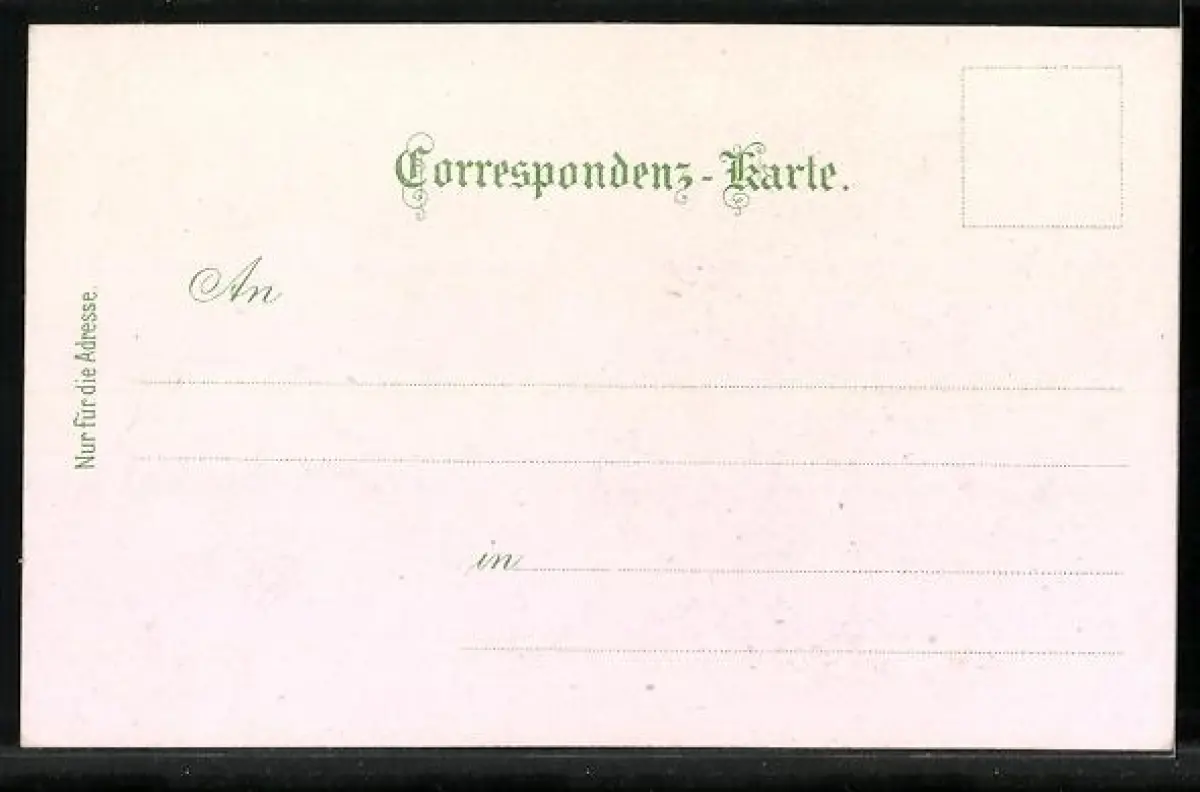 Correspondenz-Karte.
An
Nur für die Adresse.
in